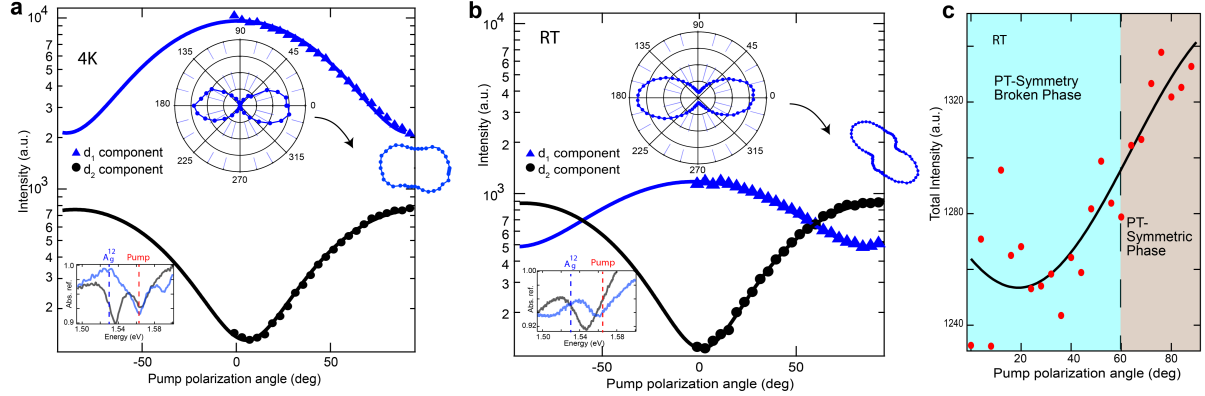 a
4K
10⁴
7
6
5
4
3
2
10³
7
6
5
4
3
2
Intensity (a.u.)
90
135
45
180
0
225
315
270
d₁ component
d₂ component
A_g^12
Pump
1.0
0.9
Abs. ref.
1.50
1.54
1.58
Energy (eV)
-50
0
50
Pump polarization angle (deg)
b
RT
10⁴
7
6
5
4
3
2
10³
7
6
5
4
3
2
Intensity (a.u.)
90
135
45
180
0
225
315
270
d₁ component
d₂ component
A_g^12
Pump
1.00
0.92
Abs. ref.
1.50
1.54
1.58
Energy (eV)
-50
0
50
Pump polarization angle (deg)
c
RT
PT-Symmetry
Broken Phase
PT-
Symmetric
Phase
1320
1280
1240
Total Intensity (a.u.)
20
40
60
80
Pump polarization angle (deg)